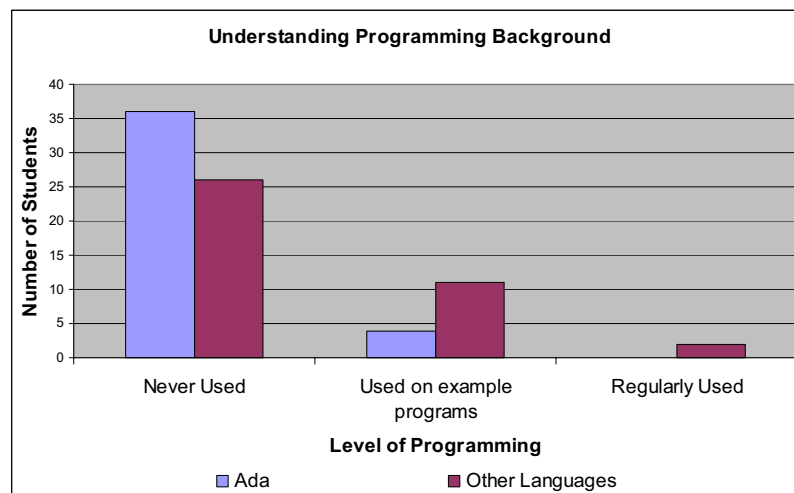 Understanding Programming Background
40
35
30
25
20
15
10
5
0
Number of Students
Never Used
Used on example
programs
Regularly Used
Level of Programming
Ada
Other Languages